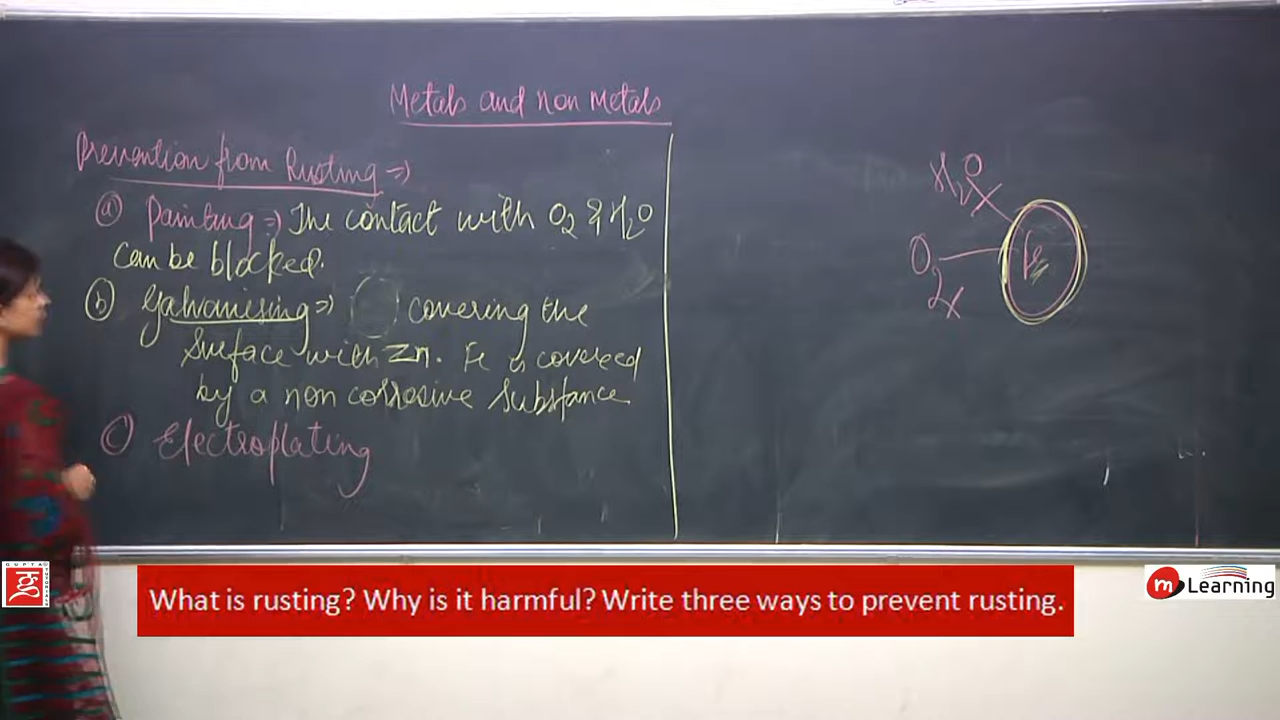 Metals and non Metals
Prevention from Rusting ⇒
(a) Painting ⇒ The contact with O2 & H2O
can be blocked.
(b) Galvanising ⇒ covering the
surface with Zn. Fe is covered
by a non corrosive substance
(c) Electroplating
H2O
O2
Fe
GUPTA TUTORIALS
What is rusting? Why is it harmful? Write three ways to prevent rusting.
m Learning